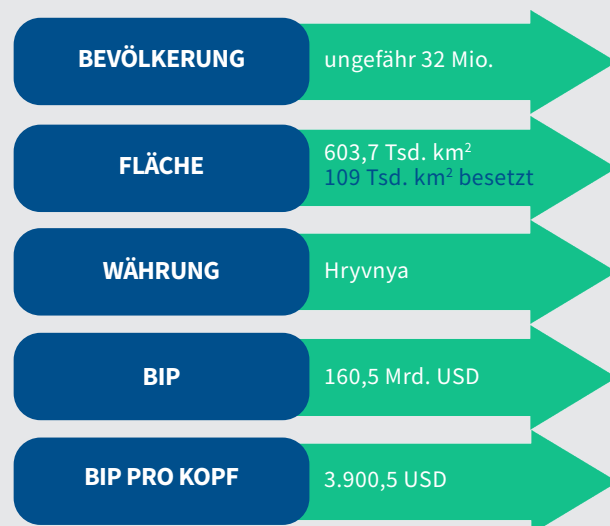 BEVÖLKERUNG
ungefähr 32 Mio.
FLÄCHE
603,7 Tsd. km²
109 Tsd. km² besetzt
WÄHRUNG
Hryvnya
BIP
160,5 Mrd. USD
BIP PRO KOPF
3.900,5 USD